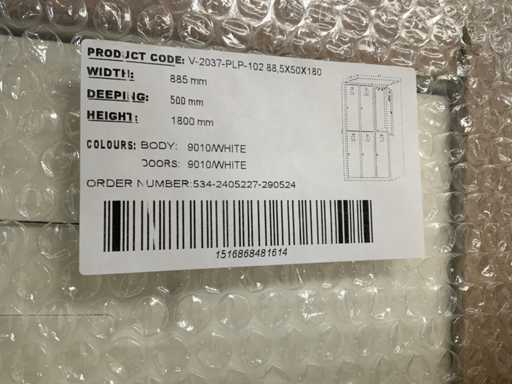 PRODUCT CODE: V-2037-PLP-102 88,5X50X180
WIDTH: 885 mm
DEEPING: 500 mm
HEIGHT: 1800 mm
COLOURS: BODY: 9010/WHITE
DOORS: 9010/WHITE
ORDER NUMBER:534-2405227-290524
1516868481614